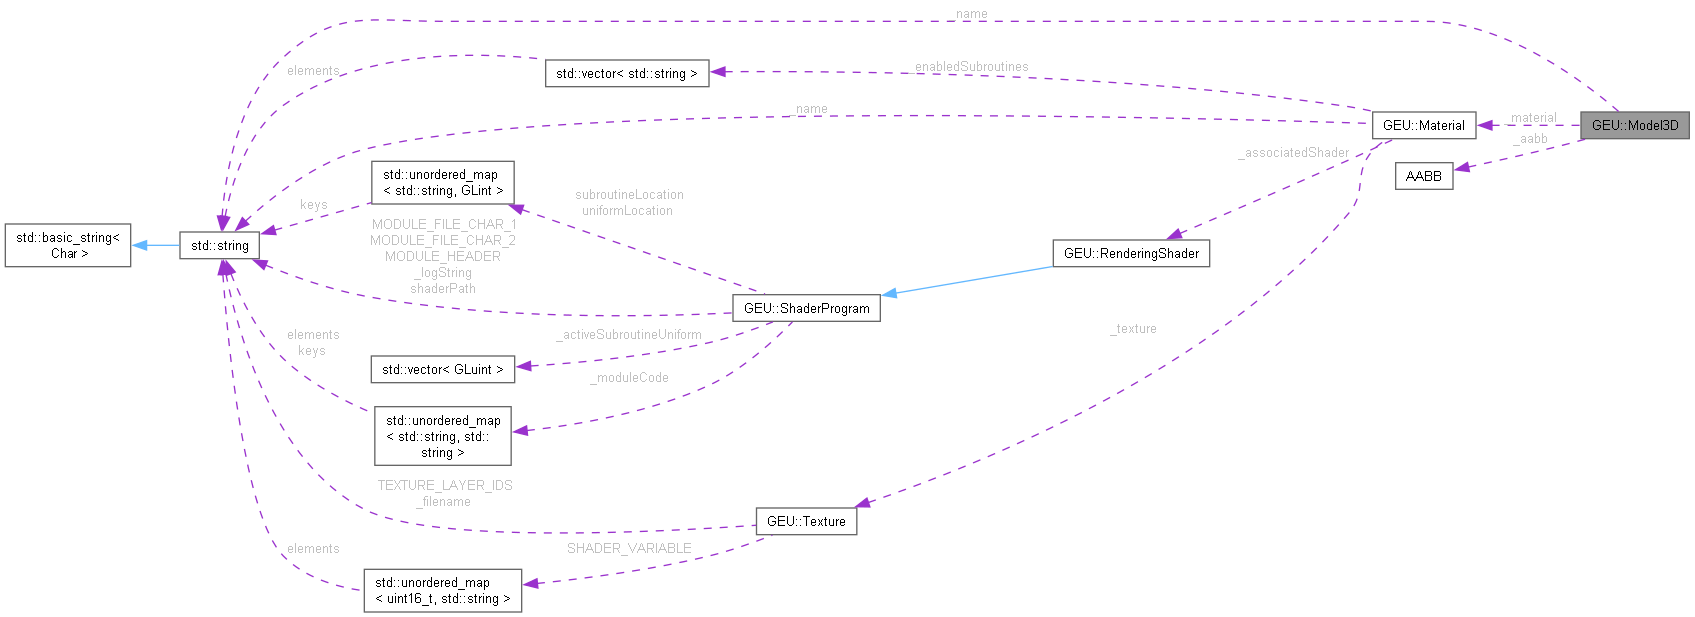 _name
elements
std::vector< std::string >
_enabledSubroutines
_name
GEU::Material
_material
GEU::Model3D
_aabb
_associatedShader
AABB
std::unordered_map
< std::string, GLint >
keys
subroutineLocation
uniformLocation
MODULE_FILE_CHAR_1
MODULE_FILE_CHAR_2
MODULE_HEADER
_logString
shaderPath
std::basic_string<
Char >
std::string
GEU::RenderingShader
GEU::ShaderProgram
_texture
elements
keys
_activeSubroutineUniform
std::vector< GLuint >
_moduleCode
std::unordered_map
< std::string, std::
string >
TEXTURE_LAYER_IDS
_filename
GEU::Texture
elements
SHADER_VARIABLE
std::unordered_map
< uint16_t, std::string >